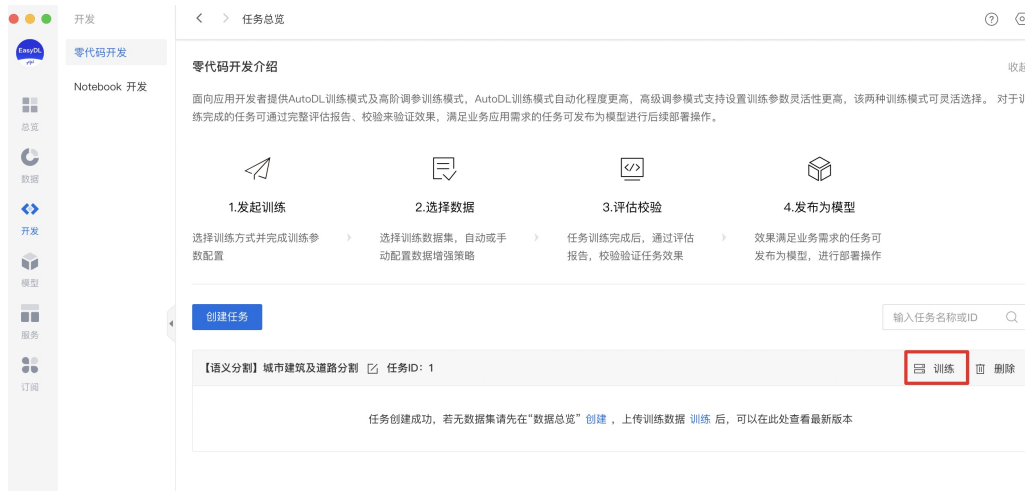 开发
任务总览
EasyDL
零代码开发
Notebook 开发
总览
数据
开发
模型
服务
订阅
零代码开发介绍
收起
面向应用开发者提供AutoDL训练模式及高阶调参训练模式，AutoDL训练模式自动化程度更高，高级调参模式支持设置训练参数灵活性更高，该两种训练模式可灵活选择。 对于训
练完成的任务可通过完整评估报告、校验来验证效果，满足业务应用需求的任务可发布为模型进行后续部署操作。
1.发起训练
选择训练方式并完成训练参
数配置
2.选择数据
选择训练数据集，自动或手
动配置数据增强策略
3.评估校验
任务训练完成后，通过评估
报告，校验验证任务效果
4.发布为模型
效果满足业务需求的任务可
发布为模型，进行部署操作
创建任务
输入任务名称或ID
【语义分割】城市建筑及道路分割 任务ID：1
训练 删除
任务创建成功，若无数据集请先在“数据总览” 创建 ，上传训练数据 训练 后，可以在此处查看最新版本